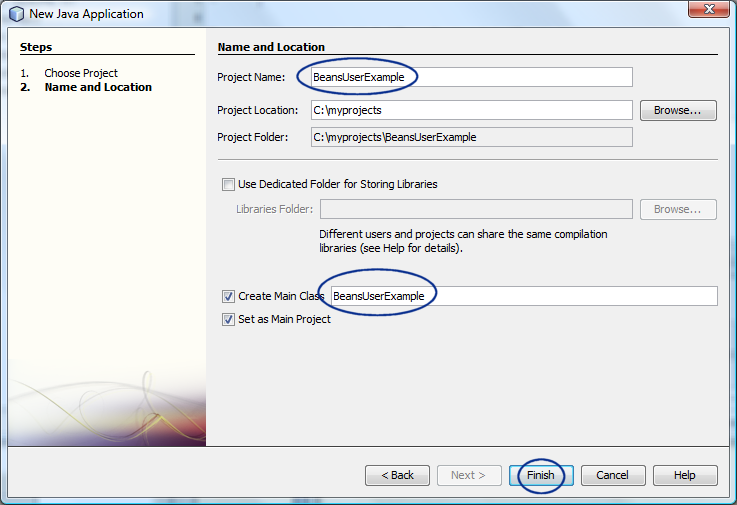 New Java Application
Steps
1. Choose Project
2. Name and Location
Name and Location
Project Name: BeansUserExample
Project Location: C:\myprojects Browse...
Project Folder: C:\myprojects\BeansUserExample
Use Dedicated Folder for Storing Libraries
Libraries Folder: Browse...
Different users and projects can share the same compilation
libraries (see Help for details).
Create Main Class BeansUserExample
Set as Main Project
< Back Next > Finish Cancel Help